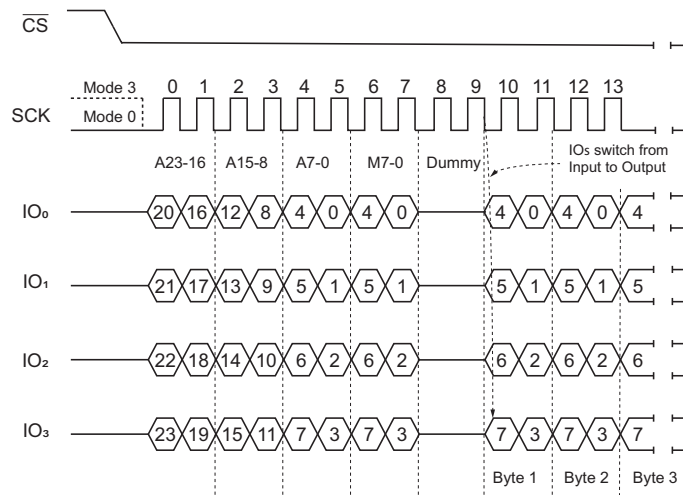 CS
Mode 3
0 1 2 3 4 5 6 7 8 9 10 11 12 13
SCK
Mode 0
A23-16 A15-8 A7-0 M7-0 Dummy
IOs switch from
Input to Output
IO₀ 20 16 12 8 4 0 4 0 4 0 4 0 4
IO₁ 21 17 13 9 5 1 5 1 5 1 5 1 5
IO₂ 22 18 14 10 6 2 6 2 6 2 6 2 6
IO₃ 23 19 15 11 7 3 7 3 7 3 7 3 7
Byte 1 Byte 2 Byte 3